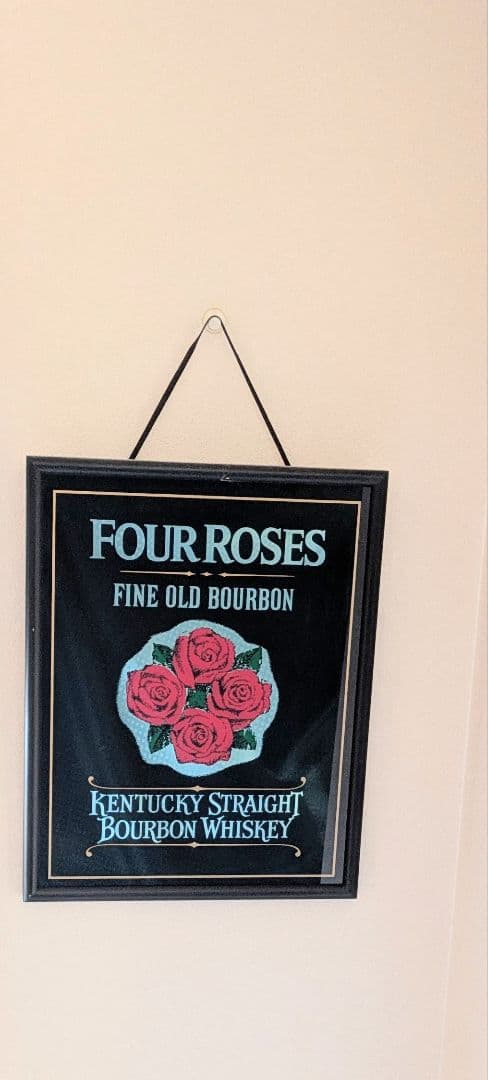 FOUR ROSES
FINE OLD BOURBON
KENTUCKY STRAIGHT
BOURBON WHISKEY